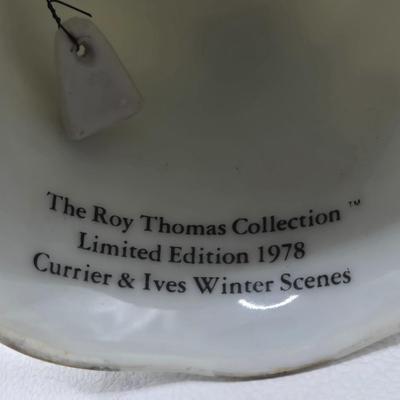 The Roy Thomas Collection ™
Limited Edition 1978
Currier & Ives Winter Scenes